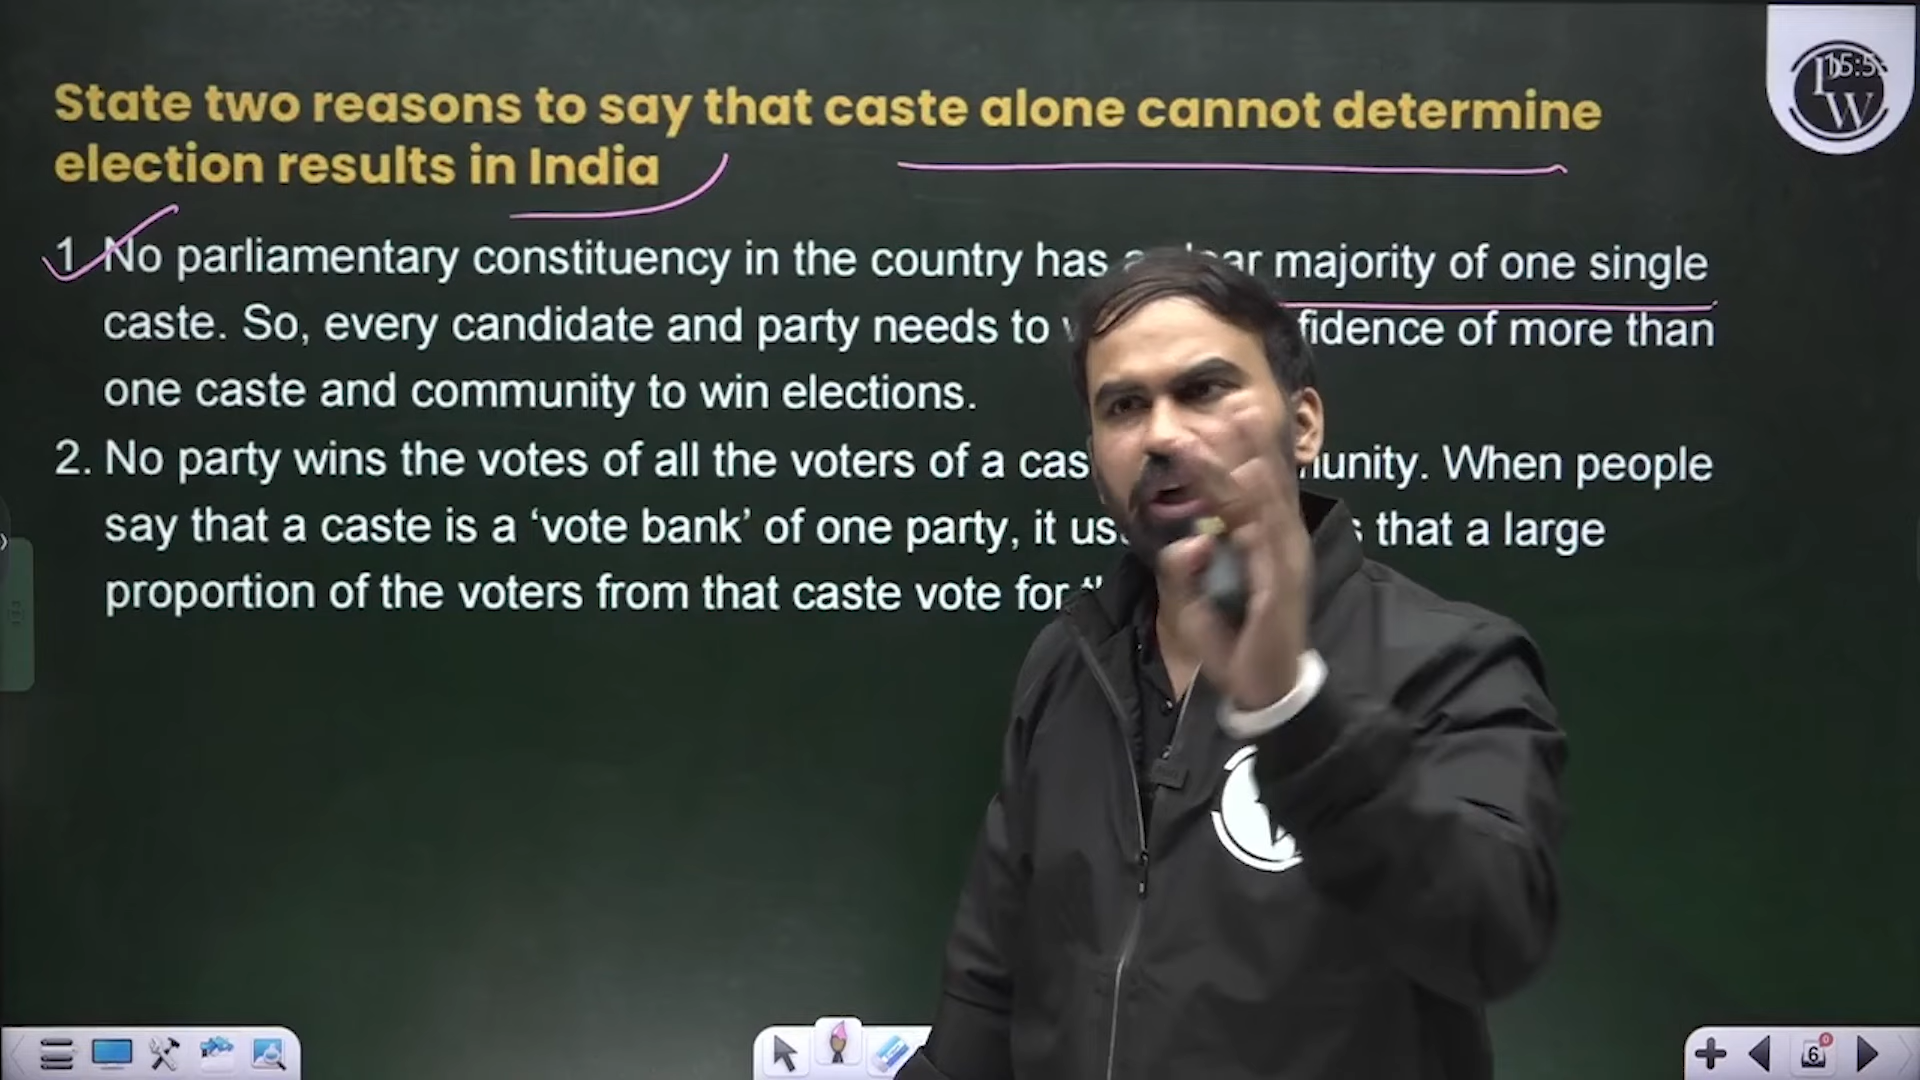 State two reasons to say that caste alone cannot determine
election results in India
1 No parliamentary constituency in the country has majority of one single
caste. So, every candidate and party needs to of more than
one caste and community to win elections.
2. No party wins the votes of all the voters of a When people
say that a caste is a ‘vote bank’ of one party, it that a large
proportion of the voters from that caste vote for
PW
6
0